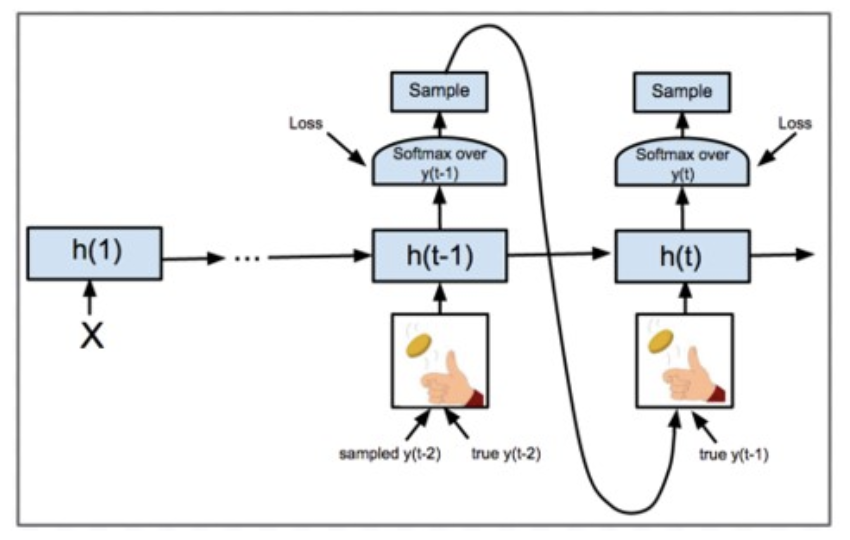 Sample
Sample
Loss
Loss
Softmax over
y(t-1)
Softmax over
y(t)
h(1)
...
h(t-1)
h(t)
X
sampled y(t-2)
true y(t-2)
true y(t-1)